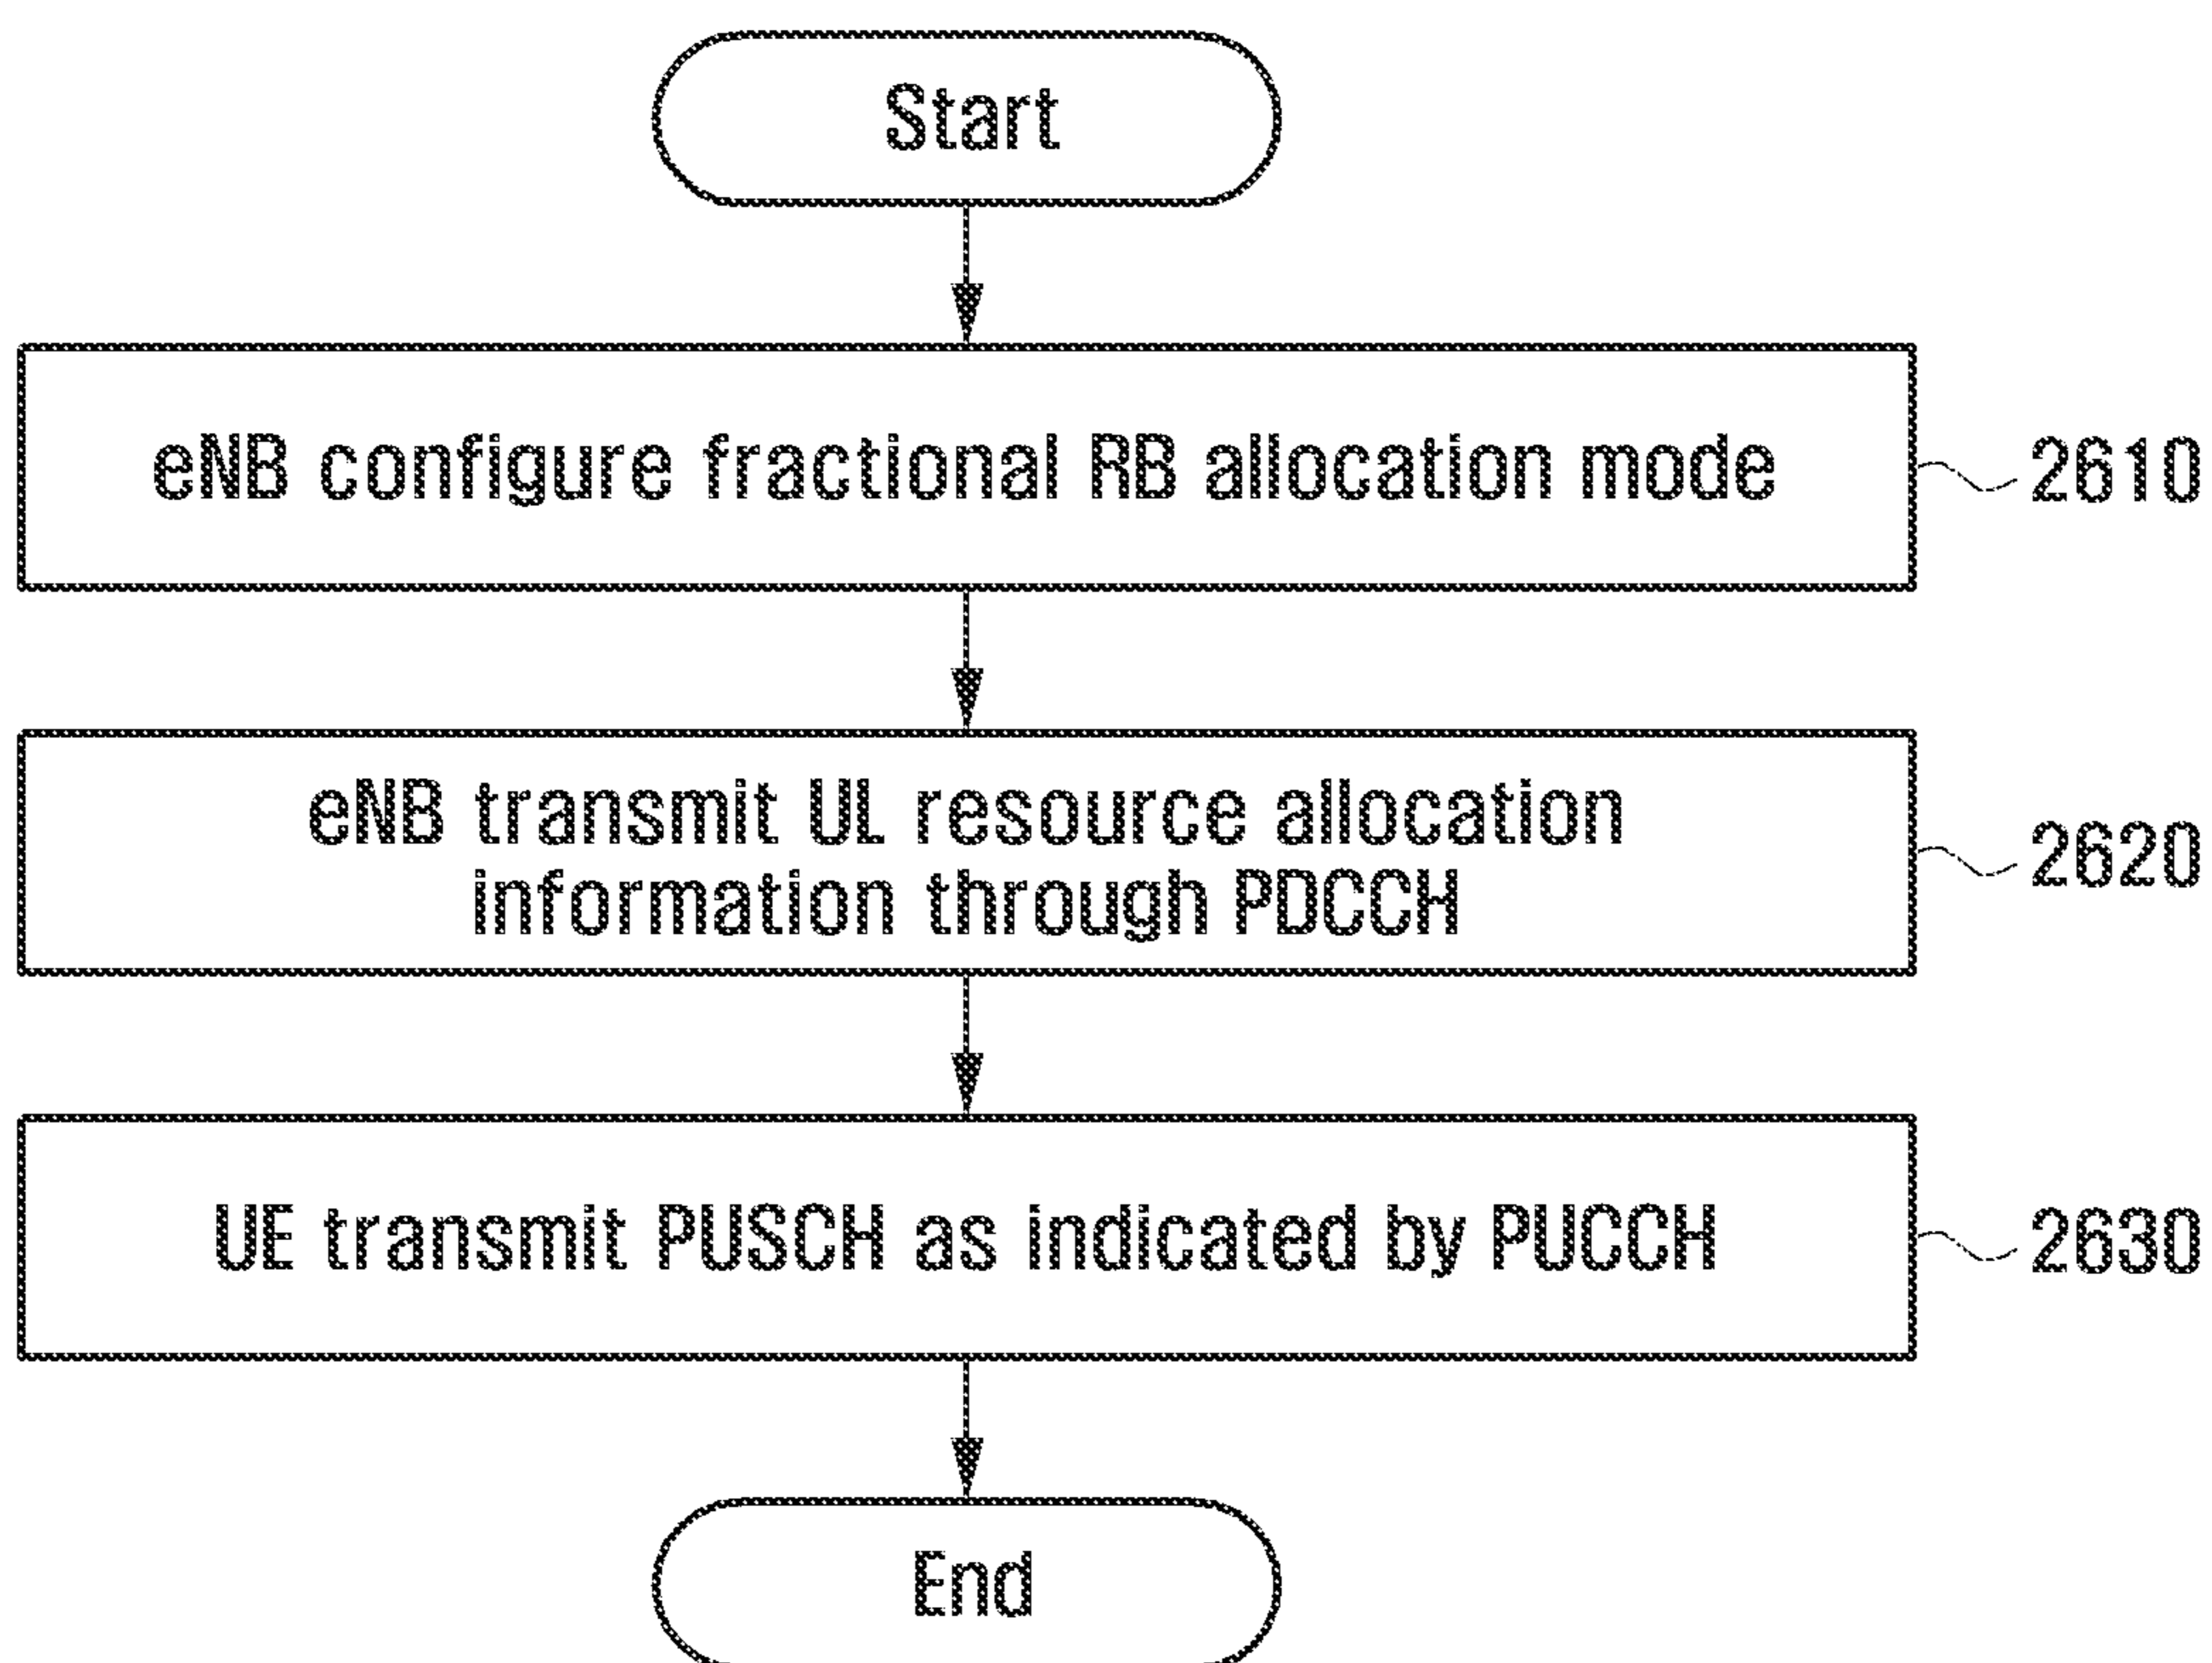 Start
eNB configure fractional RB allocation mode
2610
eNB transmit UL resource allocation
information through PDCCH
2620
UE transmit PUSCH as indicated by PUCCH
2630
End